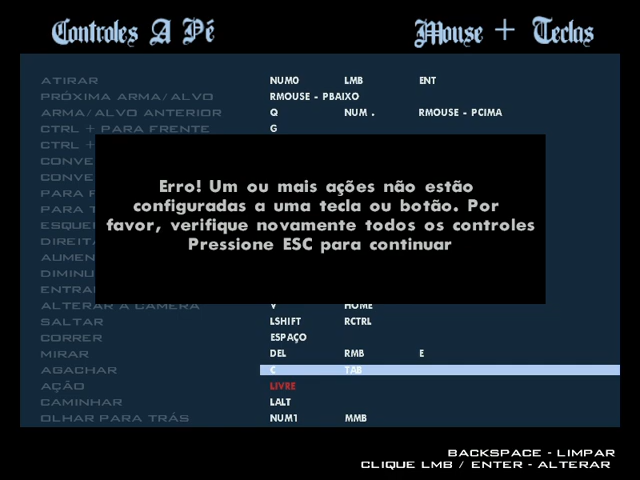 Controles A Pé
Mouse + Teclas
ATIRAR NUM0 LMB ENT
PRÓXIMA ARMA/ALVO RMOUSE - PBAIXO
ARMA/ALVO ANTERIOR Q NUM . RMOUSE - PCIMA
CTRL + PARA FRENTE G
CTRL +
CONVE
CONVE
PARA F
PARA T
ESQUE
DIREIT
AUMEN
DIMINU
ENTRA
Erro! Um ou mais ações não estão
configuradas a uma tecla ou botão. Por
favor, verifique novamente todos os controles
Pressione ESC para continuar
ALTERAR A CAMERA V HOME
SALTAR LSHIFT RCTRL
CORRER ESPAÇO
MIRAR DEL RMB E
AGACHAR C TAB
AÇÃO LIVRE
CAMINHAR LALT
OLHAR PARA TRÁS NUM1 MMB
BACKSPACE - LIMPAR
CLIQUE LMB / ENTER - ALTERAR